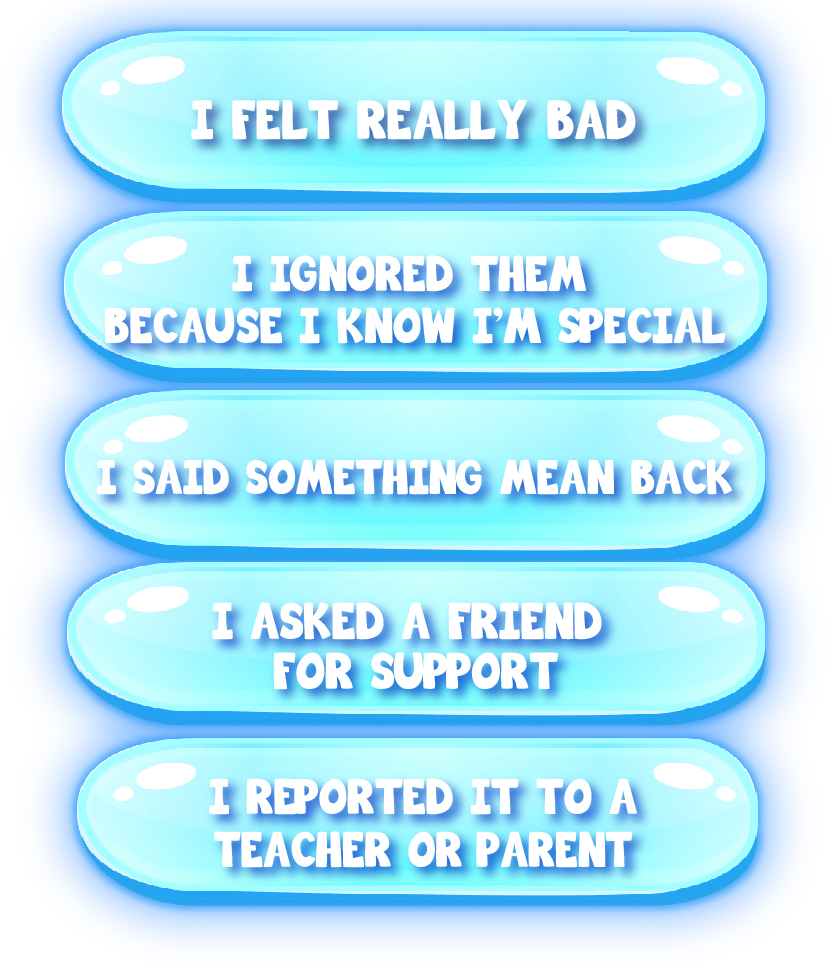 I FELT REALLY BAD
I IGNORED THEM
BECAUSE I KNOW I'M SPECIAL
I SAID SOMETHING MEAN BACK
I ASKED A FRIEND
FOR SUPPORT
I REPORTED IT TO A
TEACHER OR PARENT